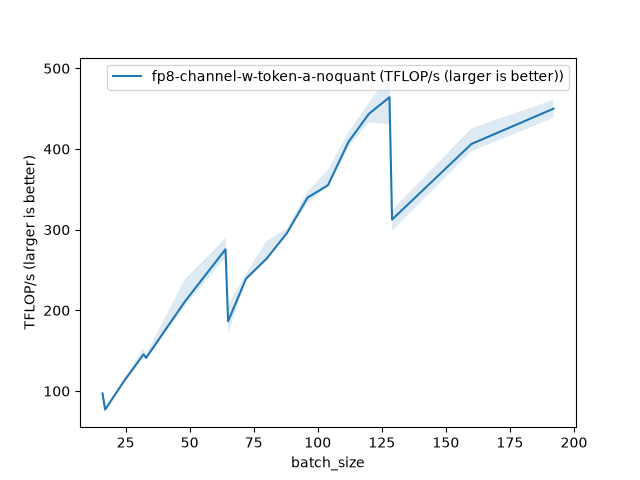 fp8-channel-w-token-a-noquant (TFLOP/s (larger is better))
500
400
300
200
100
TFLOP/s (larger is better)
25 50 75 100 125 150 175 200
batch_size